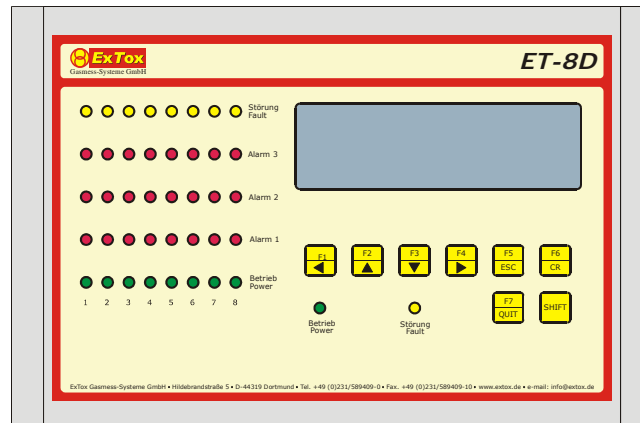 ExTox
Gasmess-Systeme GmbH
ET-8D
Störung
Fault
Alarm 3
Alarm 2
Alarm 1
Betrieb
Power
1 2 3 4 5 6 7 8
F1 F2 F3 F4 F5 F6
ESC CR
F7
QUIT
SHIFT
Betrieb
Power
Störung
Fault
ExTox Gasmess-Systeme GmbH • Hildebrandstraße 5 • D-44319 Dortmund • Tel. +49 (0)231/589409-0 • Fax. +49 (0)231/589409-10 • www.extox.de • e-mail: info@extox.de